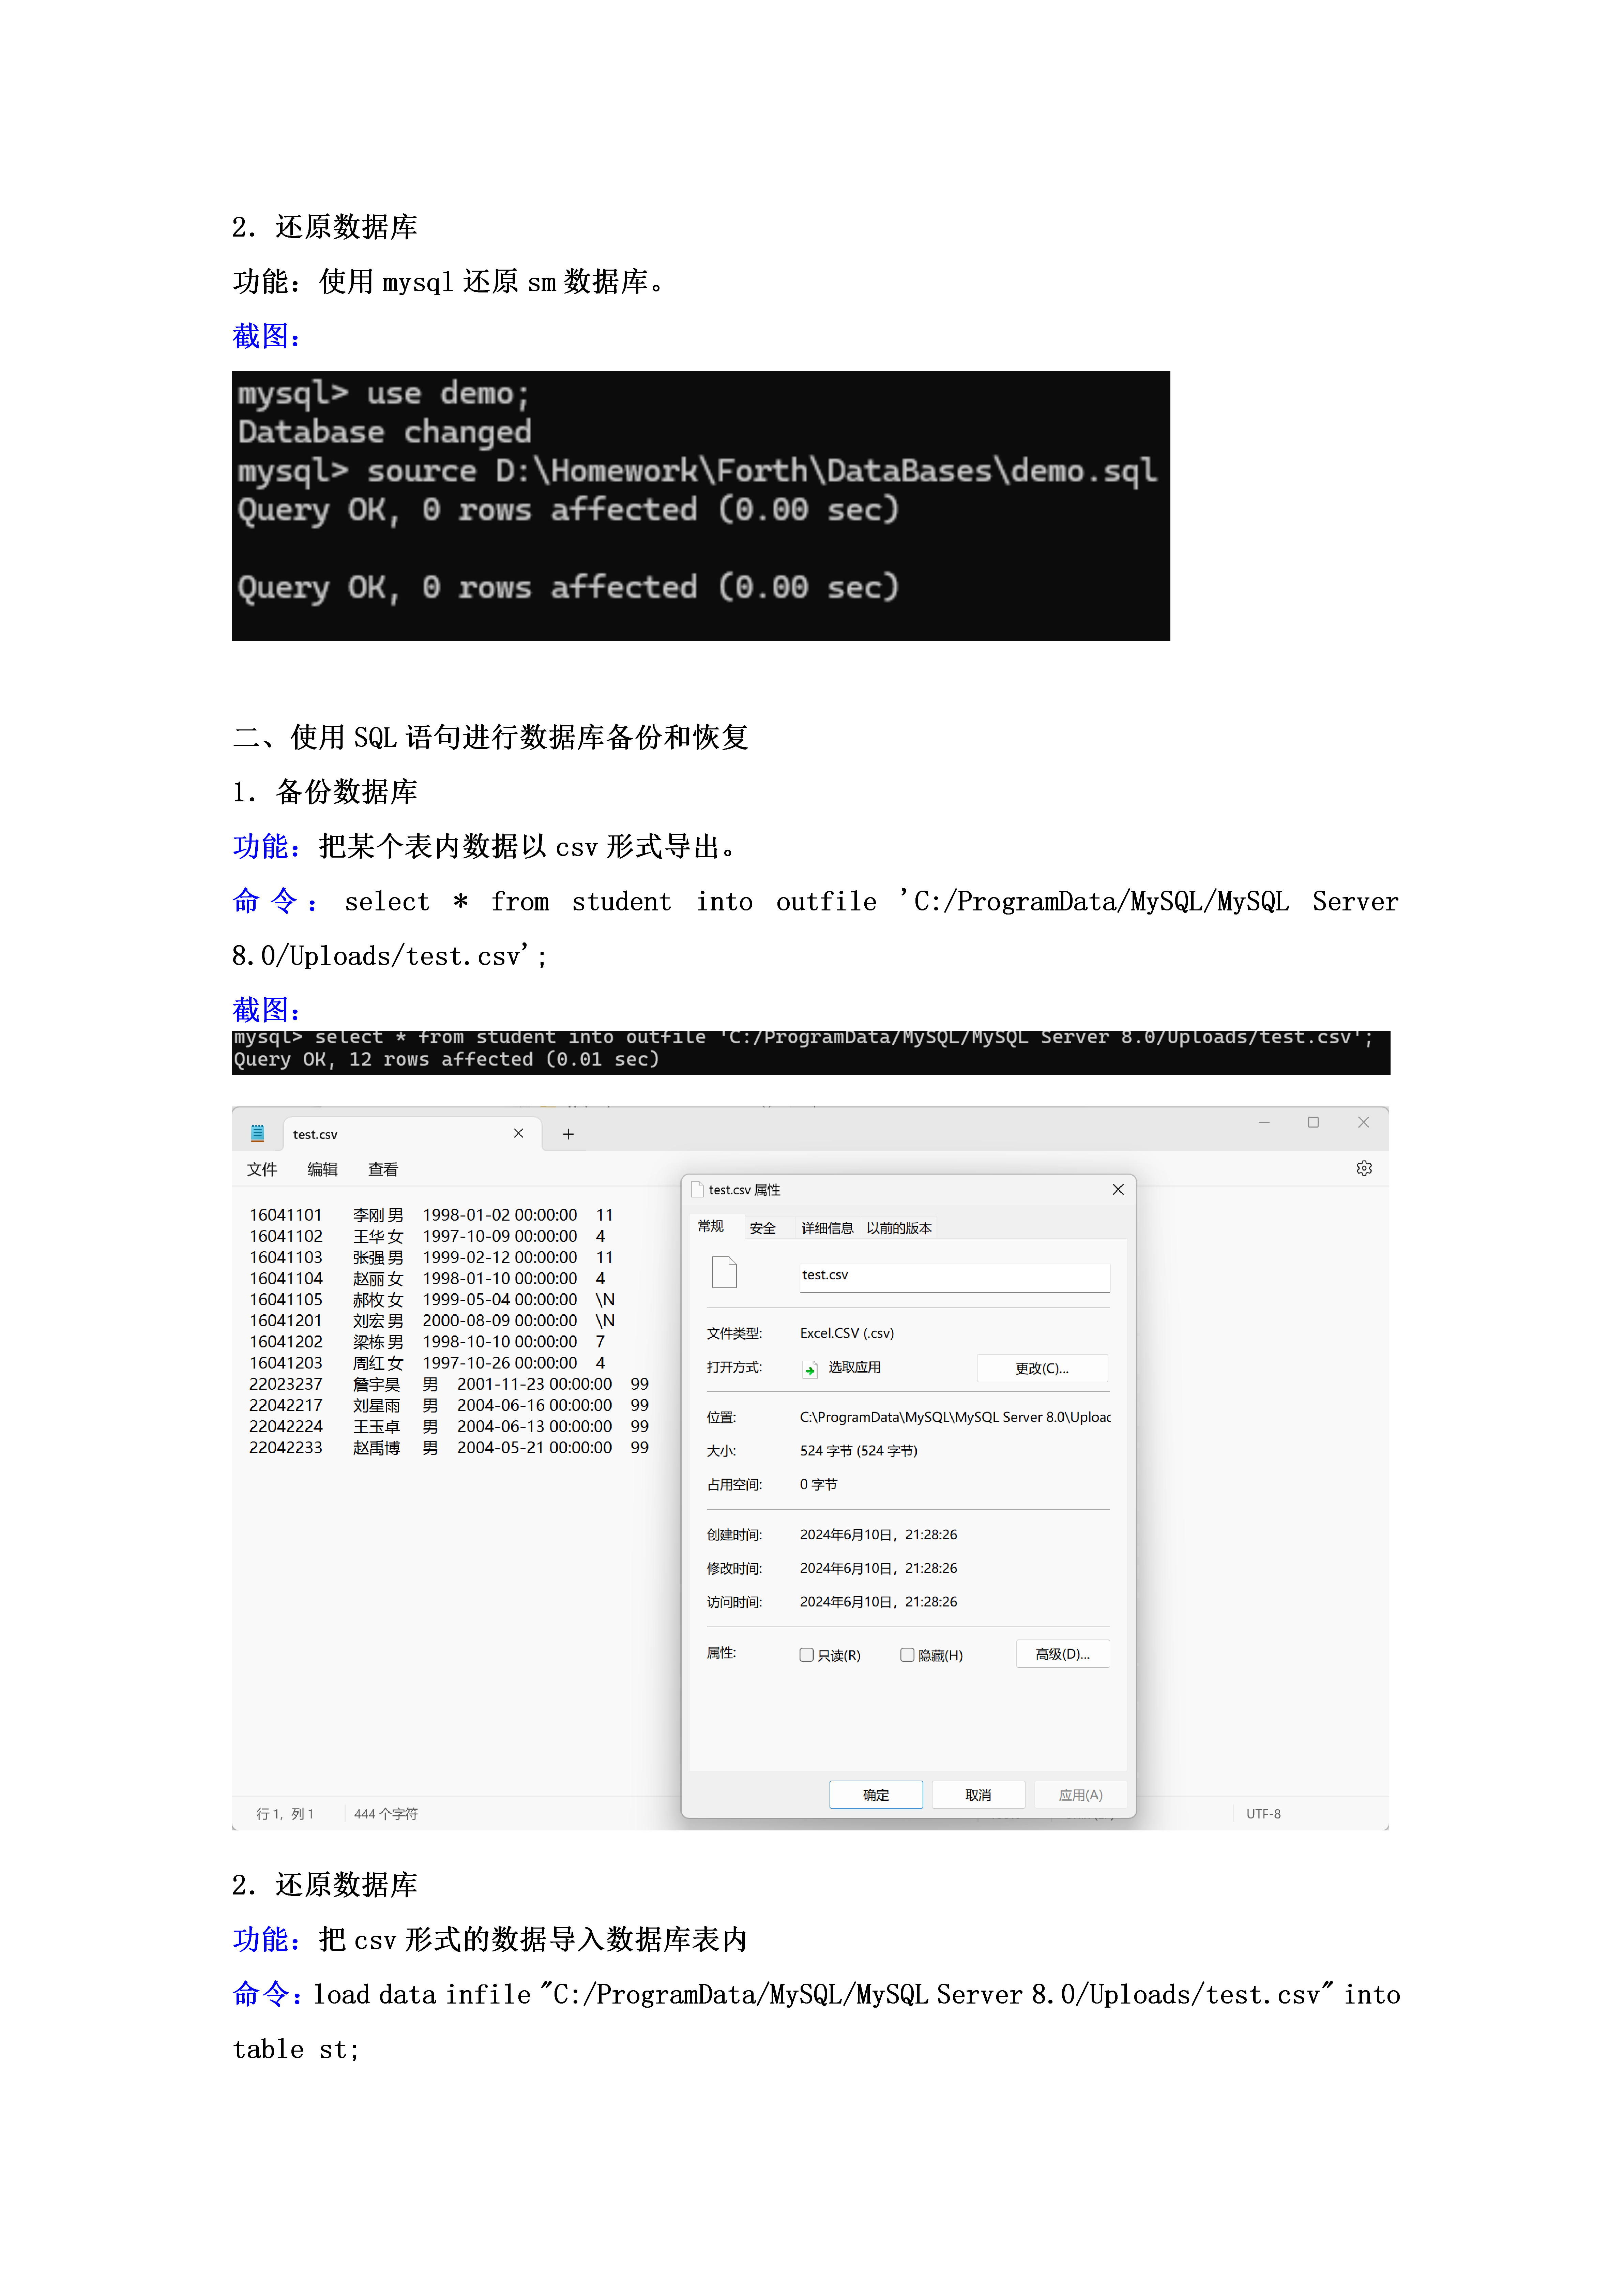 2. 还原数据库
功能：使用 mysql 还原 sm 数据库。
截图：
mysql> use demo;
Database changed
mysql> source D:\Homework\Forth\DataBases\demo.sql
Query OK, 0 rows affected (0.00 sec)
Query OK, 0 rows affected (0.00 sec)
二、使用 SQL 语句进行数据库备份和恢复
1. 备份数据库
功能：把某个表内数据以 csv 形式导出。
命令：select * from student into outfile 'C:/ProgramData/MySQL/MySQL Server
8.0/Uploads/test.csv';
截图：
mysql> select * from student into outfile 'C:/ProgramData/MySQL/MySQL Server 8.0/Uploads/test.csv';
Query OK, 12 rows affected (0.01 sec)
test.csv
文件 编辑 查看
16041101 李刚 男 1998-01-02 00:00:00 11
16041102 王华 女 1997-10-09 00:00:00 4
16041103 张强 男 1999-02-12 00:00:00 11
16041104 赵丽 女 1998-01-10 00:00:00 4
16041105 郝枚 女 1999-05-04 00:00:00 \N
16041201 刘宏 男 2000-08-09 00:00:00 \N
16041202 梁栋 男 1998-10-10 00:00:00 7
16041203 周红 女 1997-10-26 00:00:00 4
22023237 詹宇昊 男 2001-11-23 00:00:00 99
22042217 刘星雨 男 2004-06-16 00:00:00 99
22042224 王玉卓 男 2004-06-13 00:00:00 99
22042233 赵禹博 男 2004-05-21 00:00:00 99
test.csv 属性
常规 安全 详细信息 以前的版本
test.csv
文件类型: Excel.CSV (.csv)
打开方式: 选取应用 更改(C)...
位置: C:\ProgramData\MySQL\MySQL Server 8.0\Uploac
大小: 524 字节 (524 字节)
占用空间: 0 字节
创建时间: 2024年6月10日，21:28:26
修改时间: 2024年6月10日，21:28:26
访问时间: 2024年6月10日，21:28:26
属性: 只读(R) 隐藏(H) 高级(D)...
确定 取消 应用(A)
行 1，列 1 444 个字符 UTF-8
2. 还原数据库
功能：把 csv 形式的数据导入数据库表内
命令：load data infile "C:/ProgramData/MySQL/MySQL Server 8.0/Uploads/test.csv" into
table st;